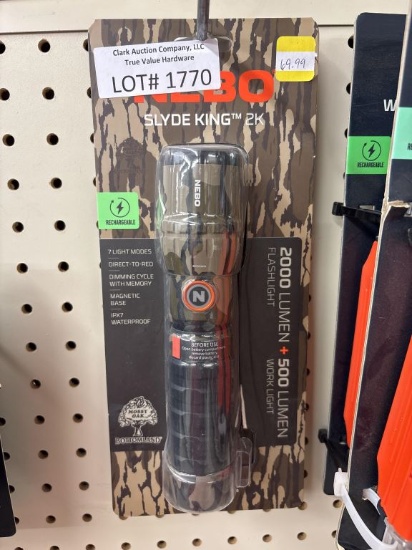 Clark Auction Company, LLC
True Value Hardware
LOT# 1770
69.99
NEBO
SLYDE KING™ 2K
RECHARGEABLE
7 LIGHT MODES
DIRECT-TO-RED
DIMMING CYCLE
WITH MEMORY
MAGNETIC
BASE
IPX7
WATERPROOF
MOSSY
OAK
BOTTOMLAND
NEBO
N
2000 LUMEN + 500 LUMEN
FLASHLIGHT
WORK LIGHT
RECHARGEABLE
W